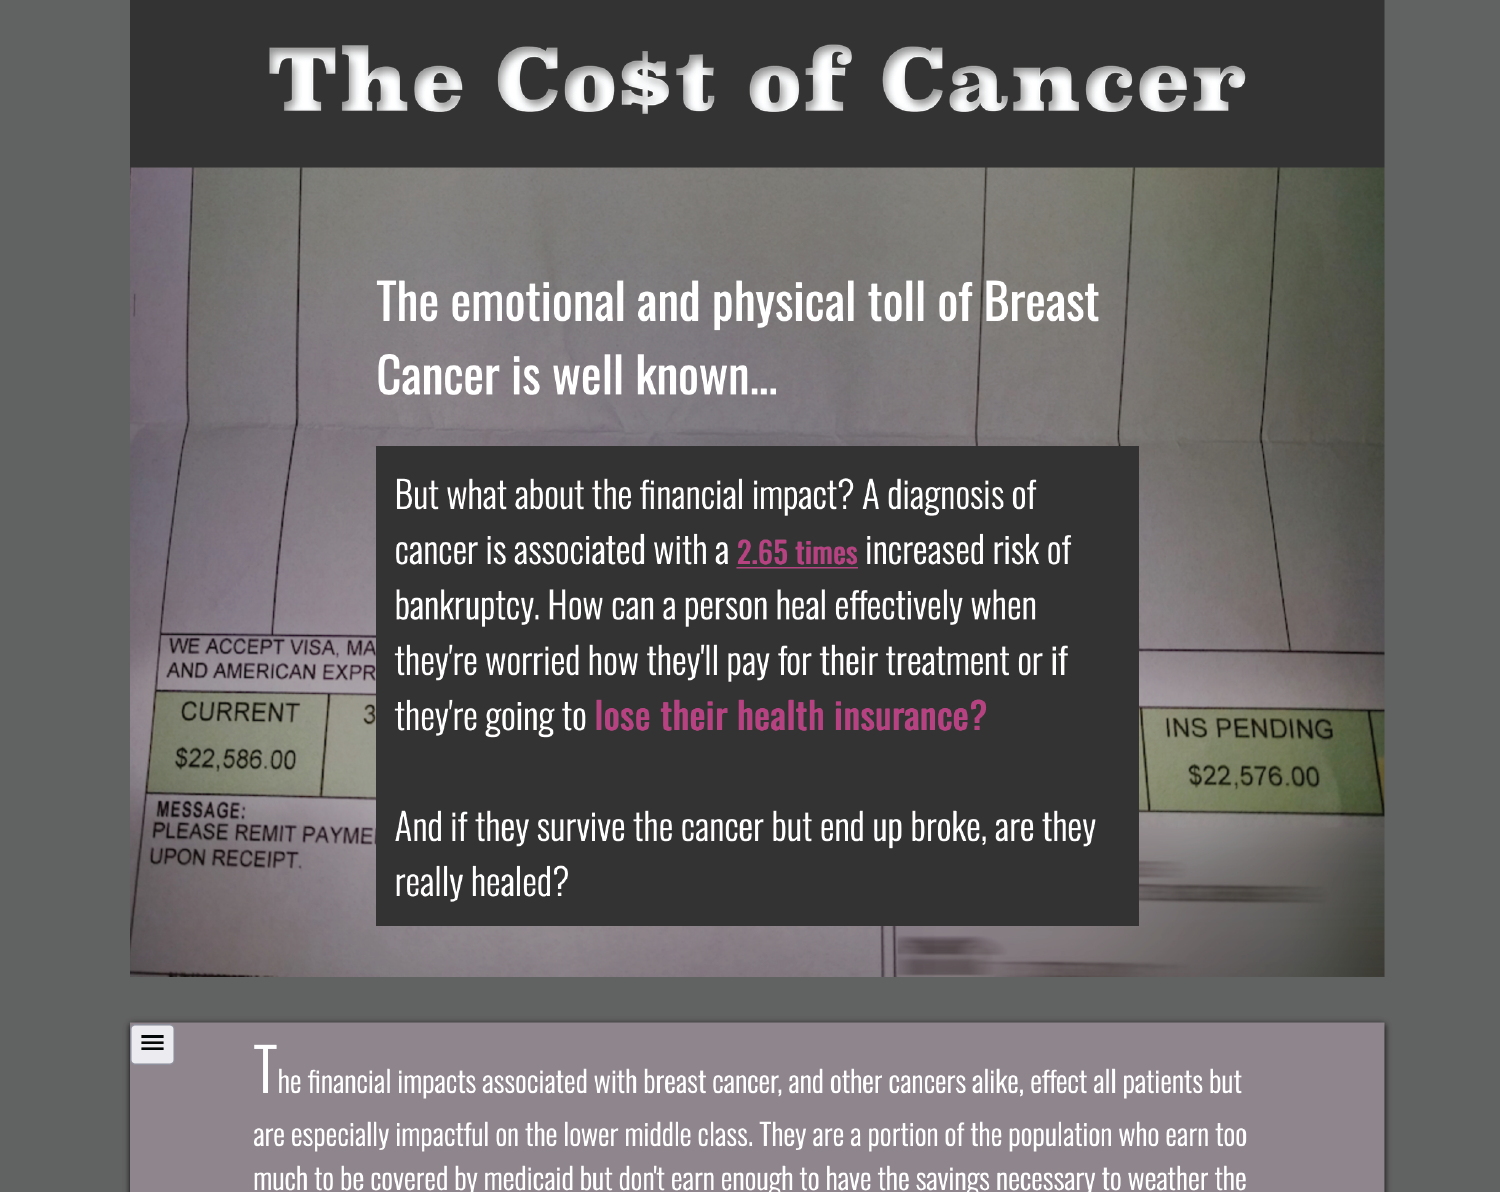 The Co$t of Cancer
The emotional and physical toll of Breast
Cancer is well known...
But what about the financial impact? A diagnosis of
cancer is associated with a 2.65 times increased risk of
bankruptcy. How can a person heal effectively when
they're worried how they'll pay for their treatment or if
they're going to lose their health insurance?
And if they survive the cancer but end up broke, are they
really healed?
WE ACCEPT VISA, MA
AND AMERICAN EXPR
CURRENT 3
$22,586.00
MESSAGE:
PLEASE REMIT PAYME
UPON RECEIPT.
INS PENDING
$22,576.00
The financial impacts associated with breast cancer, and other cancers alike, effect all patients but
are especially impactful on the lower middle class. They are a portion of the population who earn too
much to be covered by medicaid but don't earn enough to have the savings necessary to weather the